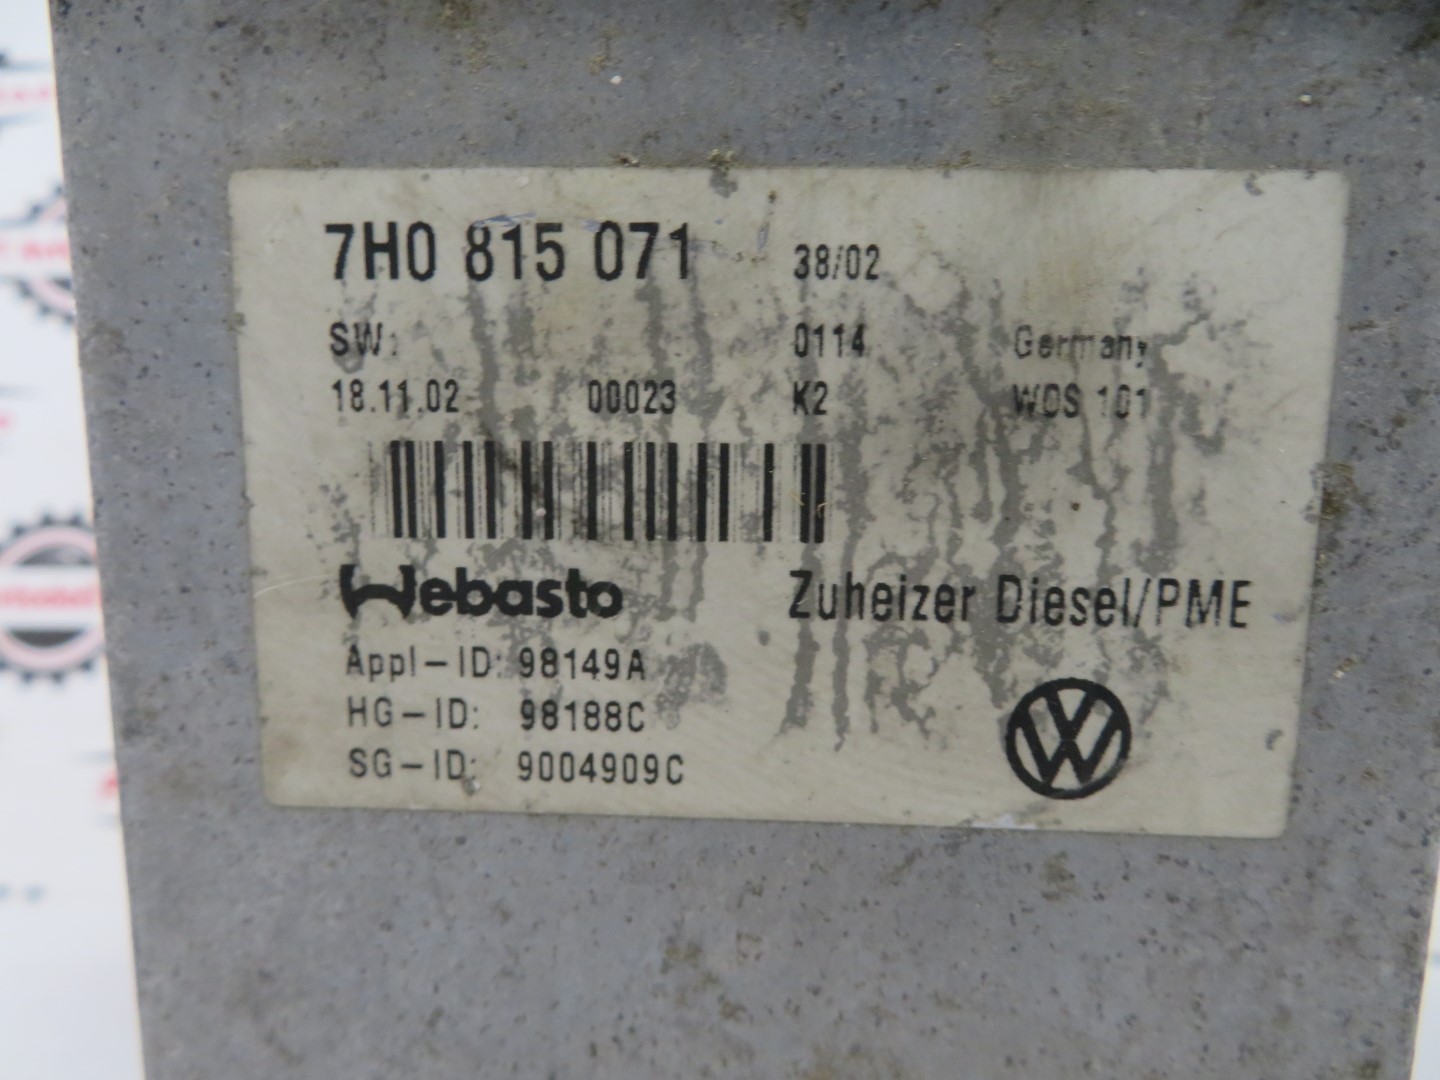 7H0 815 071 38/02
SW: 0114 Germany
18.11.02 00023 K2 WOS 101
Webasto Zuheizer Diesel/PME
Appl-ID: 98149A
HG-ID: 98188C
SG-ID: 9004909C